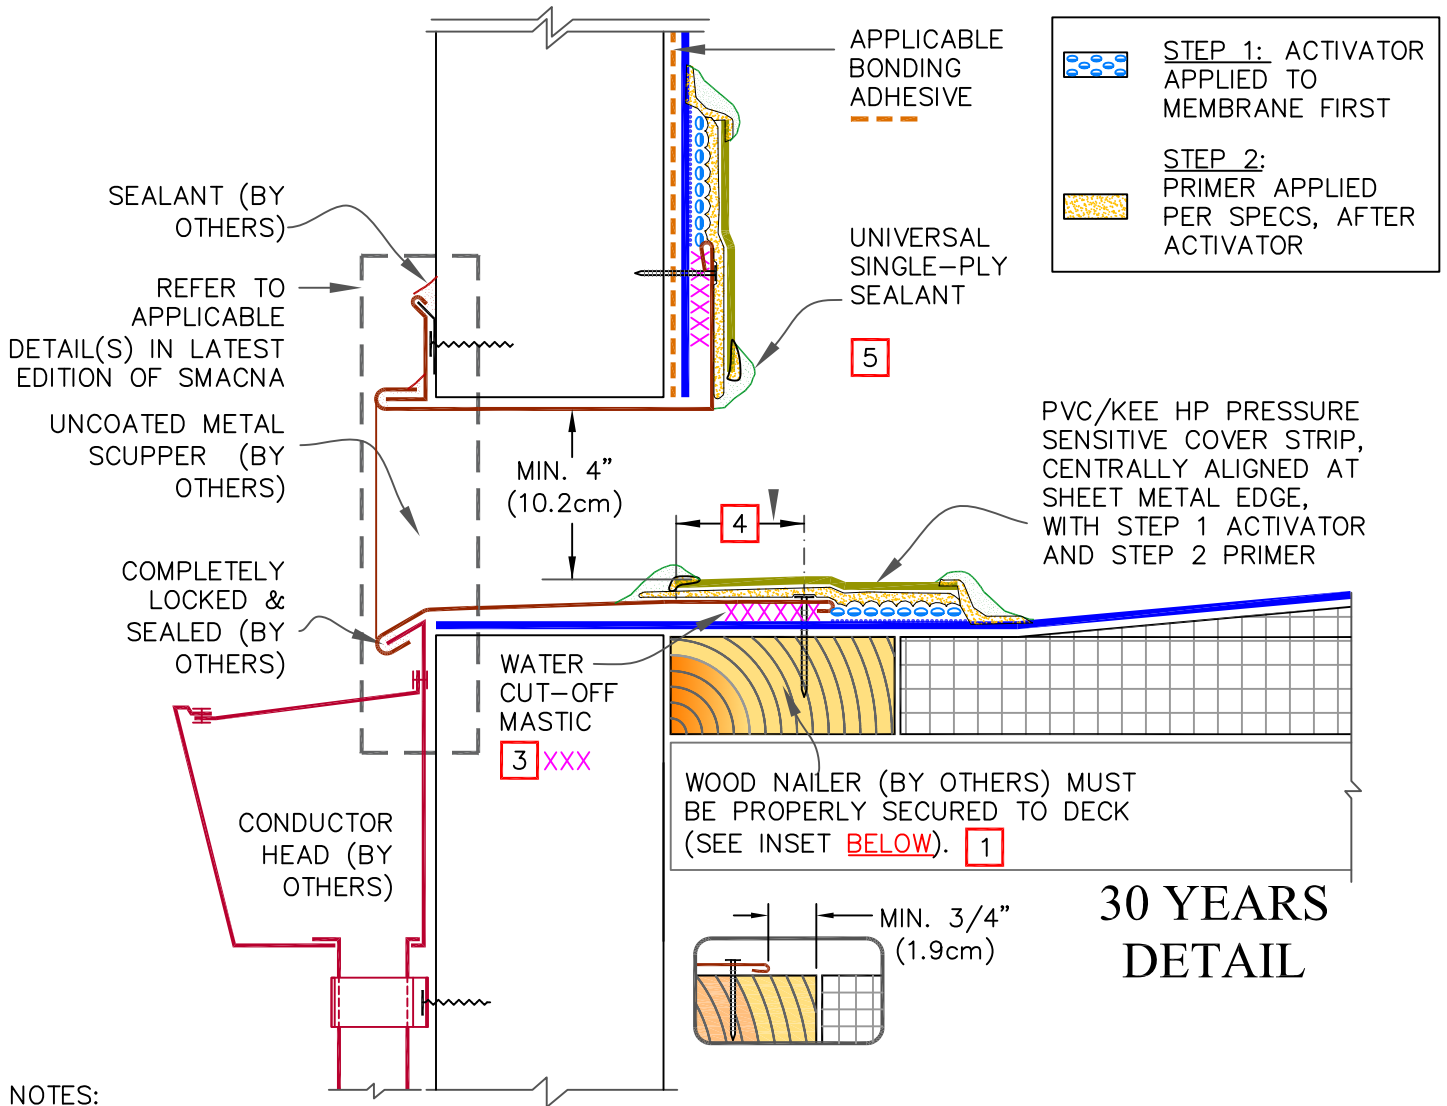 APPLICABLE
BONDING
ADHESIVE
STEP 1: ACTIVATOR
APPLIED TO
MEMBRANE FIRST
STEP 2:
PRIMER APPLIED
PER SPECS, AFTER
ACTIVATOR
SEALANT (BY
OTHERS)
REFER TO
APPLICABLE
DETAIL(S) IN LATEST
EDITION OF SMACNA
UNIVERSAL
SINGLE-PLY
SEALANT
5
UNCOATED METAL
SCUPPER (BY
OTHERS)
MIN. 4”
(10.2cm)
4
PVC/KEE HP PRESSURE
SENSITIVE COVER STRIP,
CENTRALLY ALIGNED AT
SHEET METAL EDGE,
WITH STEP 1 ACTIVATOR
AND STEP 2 PRIMER
COMPLETELY
LOCKED &
SEALED (BY
OTHERS)
WATER
CUT-OFF
MASTIC
3 XXX
WOOD NAILER (BY OTHERS) MUST
BE PROPERLY SECURED TO DECK
(SEE INSET BELOW). 1
CONDUCTOR
HEAD (BY
OTHERS)
MIN. 3/4”
(1.9cm)
30 YEARS
DETAIL
NOTES: